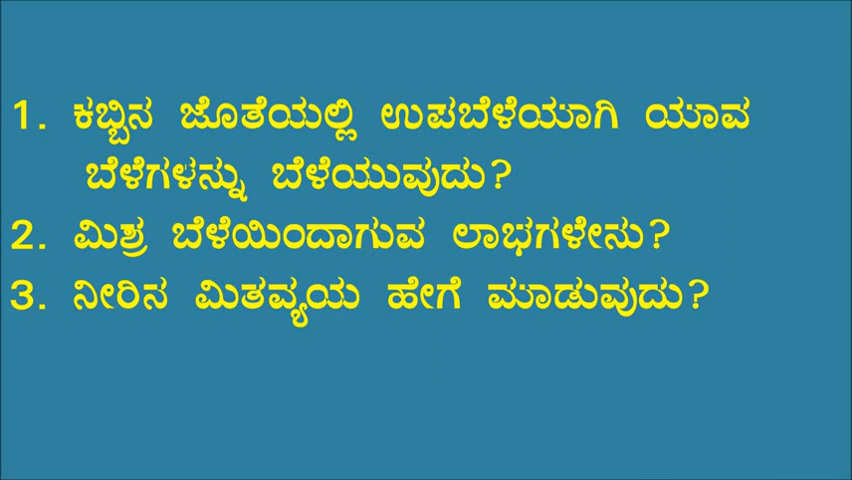 1. ಕಬ್ಬಿನ ಜೊತೆಯಲ್ಲಿ ಉಪಬೆಳೆಯಾಗಿ ಯಾವ
ಬೆಳೆಗಳನ್ನು ಬೆಳೆಯುವುದು?
2. ಮಿಶ್ರ ಬೆಳೆಯಿಂದಾಗುವ ಲಾಭಗಳೇನು?
3. ನೀರಿನ ಮಿತವ್ಯಯ ಹೇಗೆ ಮಾಡುವುದು?